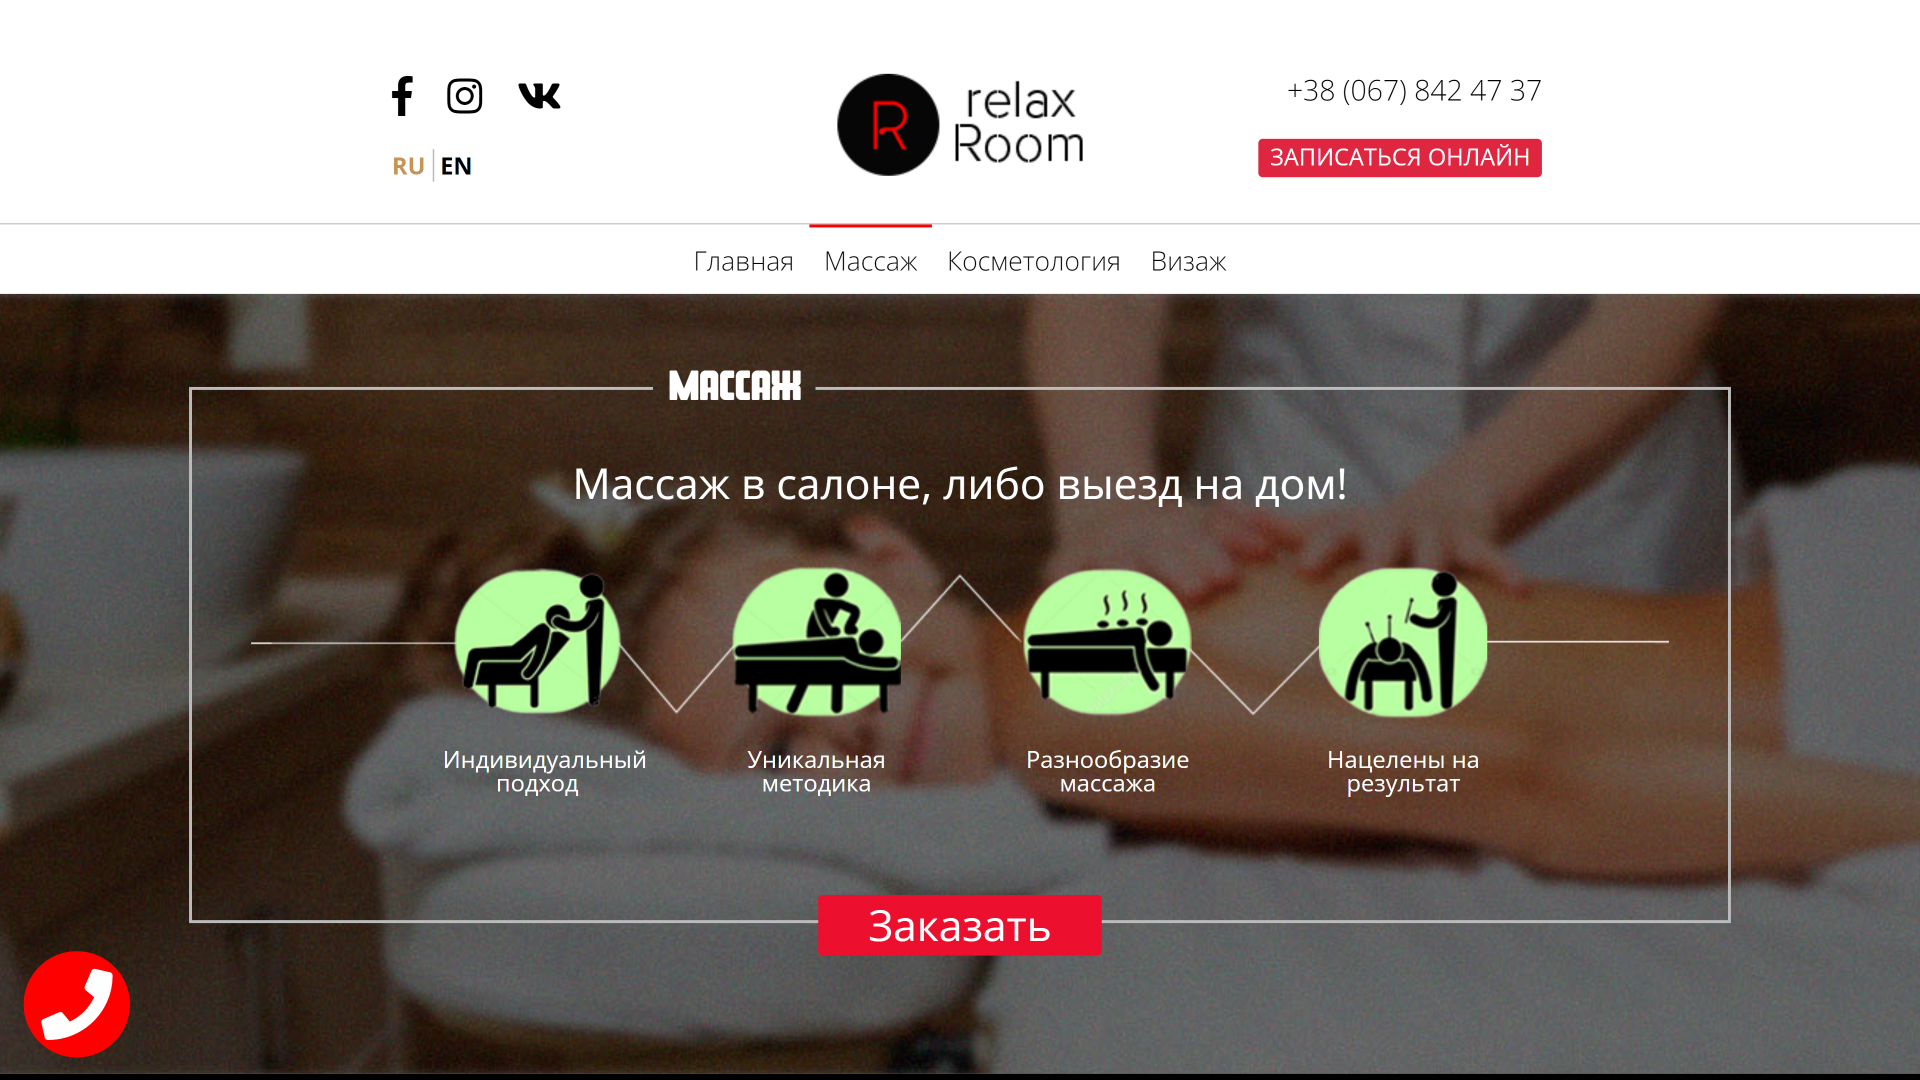 RU EN
R relax
Room
+38 (067) 842 47 37
ЗАПИСАТЬСЯ ОНЛАЙН
Главная Массаж Косметология Визаж
МАССАЖ
Массаж в салоне, либо выезд на дом!
Индивидуальный
подход
Уникальная
методика
Разнообразие
массажа
Нацелены на
результат
Заказать